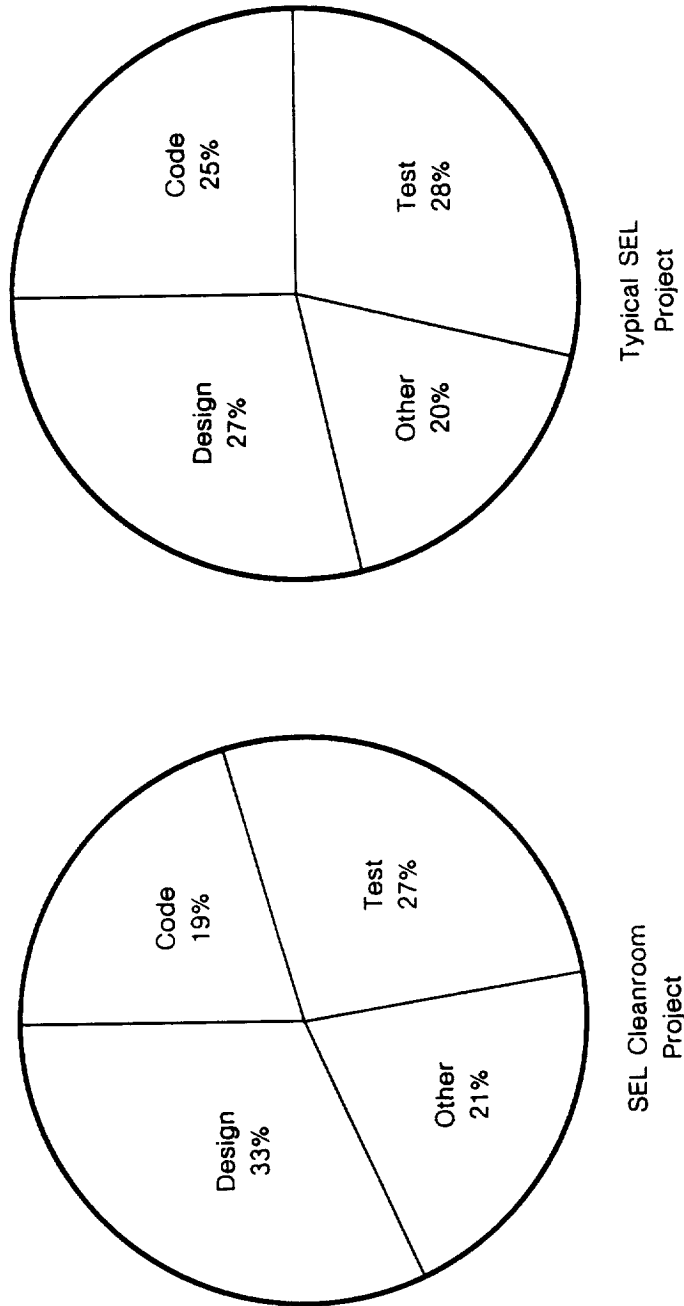 Code
19%
Design
33%
Test
27%
Other
21%
SEL Cleanroom
Project
Code
25%
Design
27%
Test
28%
Other
20%
Typical SEL
Project